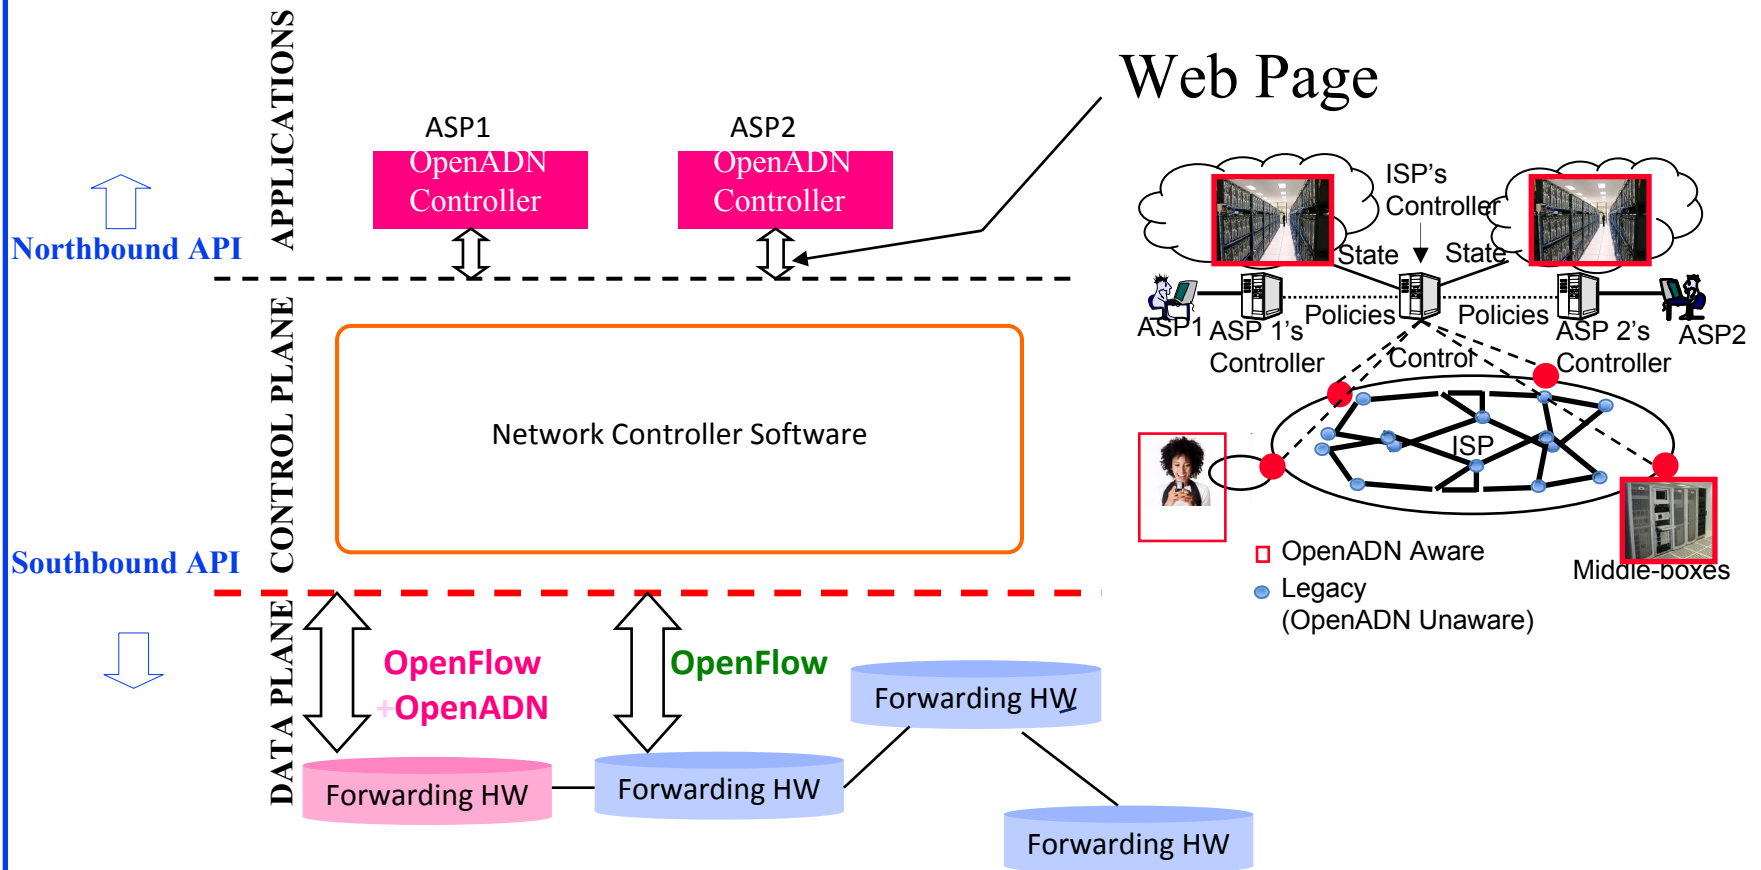 APPLICATIONS
CONTROL PLANE
DATA PLANE
Northbound API
Southbound API
ASP1
OpenADN
Controller
ASP2
OpenADN
Controller
Network Controller Software
OpenFlow
+OpenADN
OpenFlow
Forwarding HW
Forwarding HW
Forwarding HW
Forwarding HW
Web Page
ISP's
Controller
State
State
Policies
Policies
ASP1
ASP 1's
Controller
ASP 2's
Controller
ASP2
Control
ISP
OpenADN Aware
Legacy
(OpenADN Unaware)
Middle-boxes